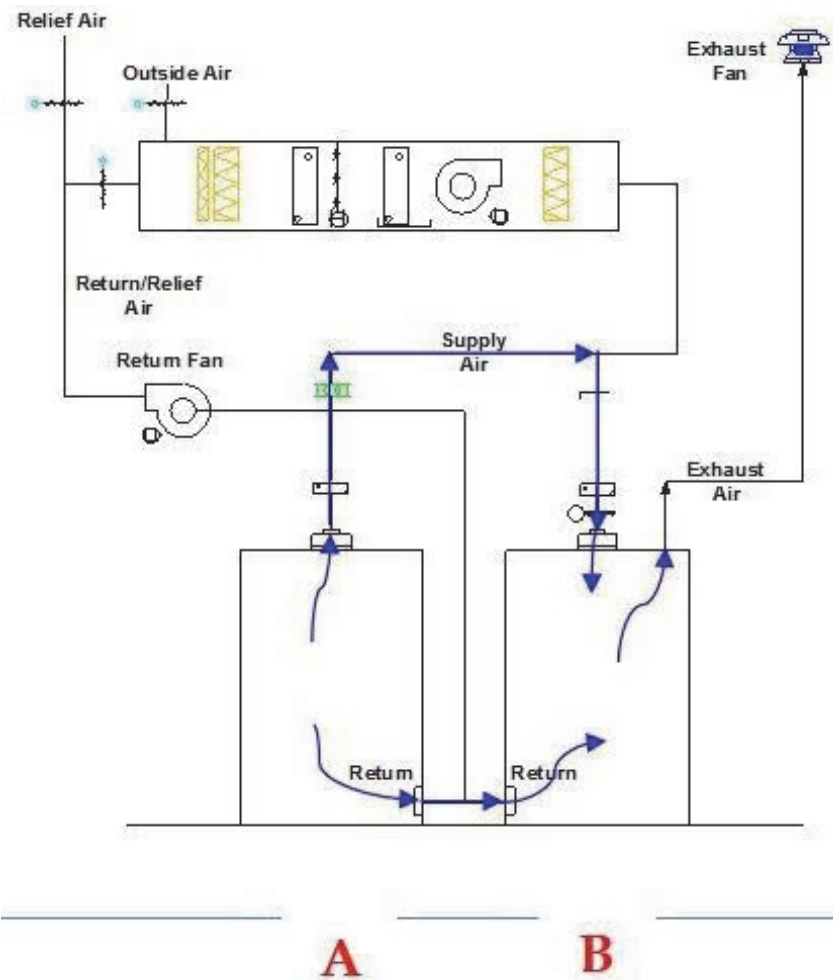 Relief Air
Outside Air
Exhaust
Fan
Return/Relief
Air
Return Fan
Supply
Air
Exhaust
Air
Return
Return
A
B